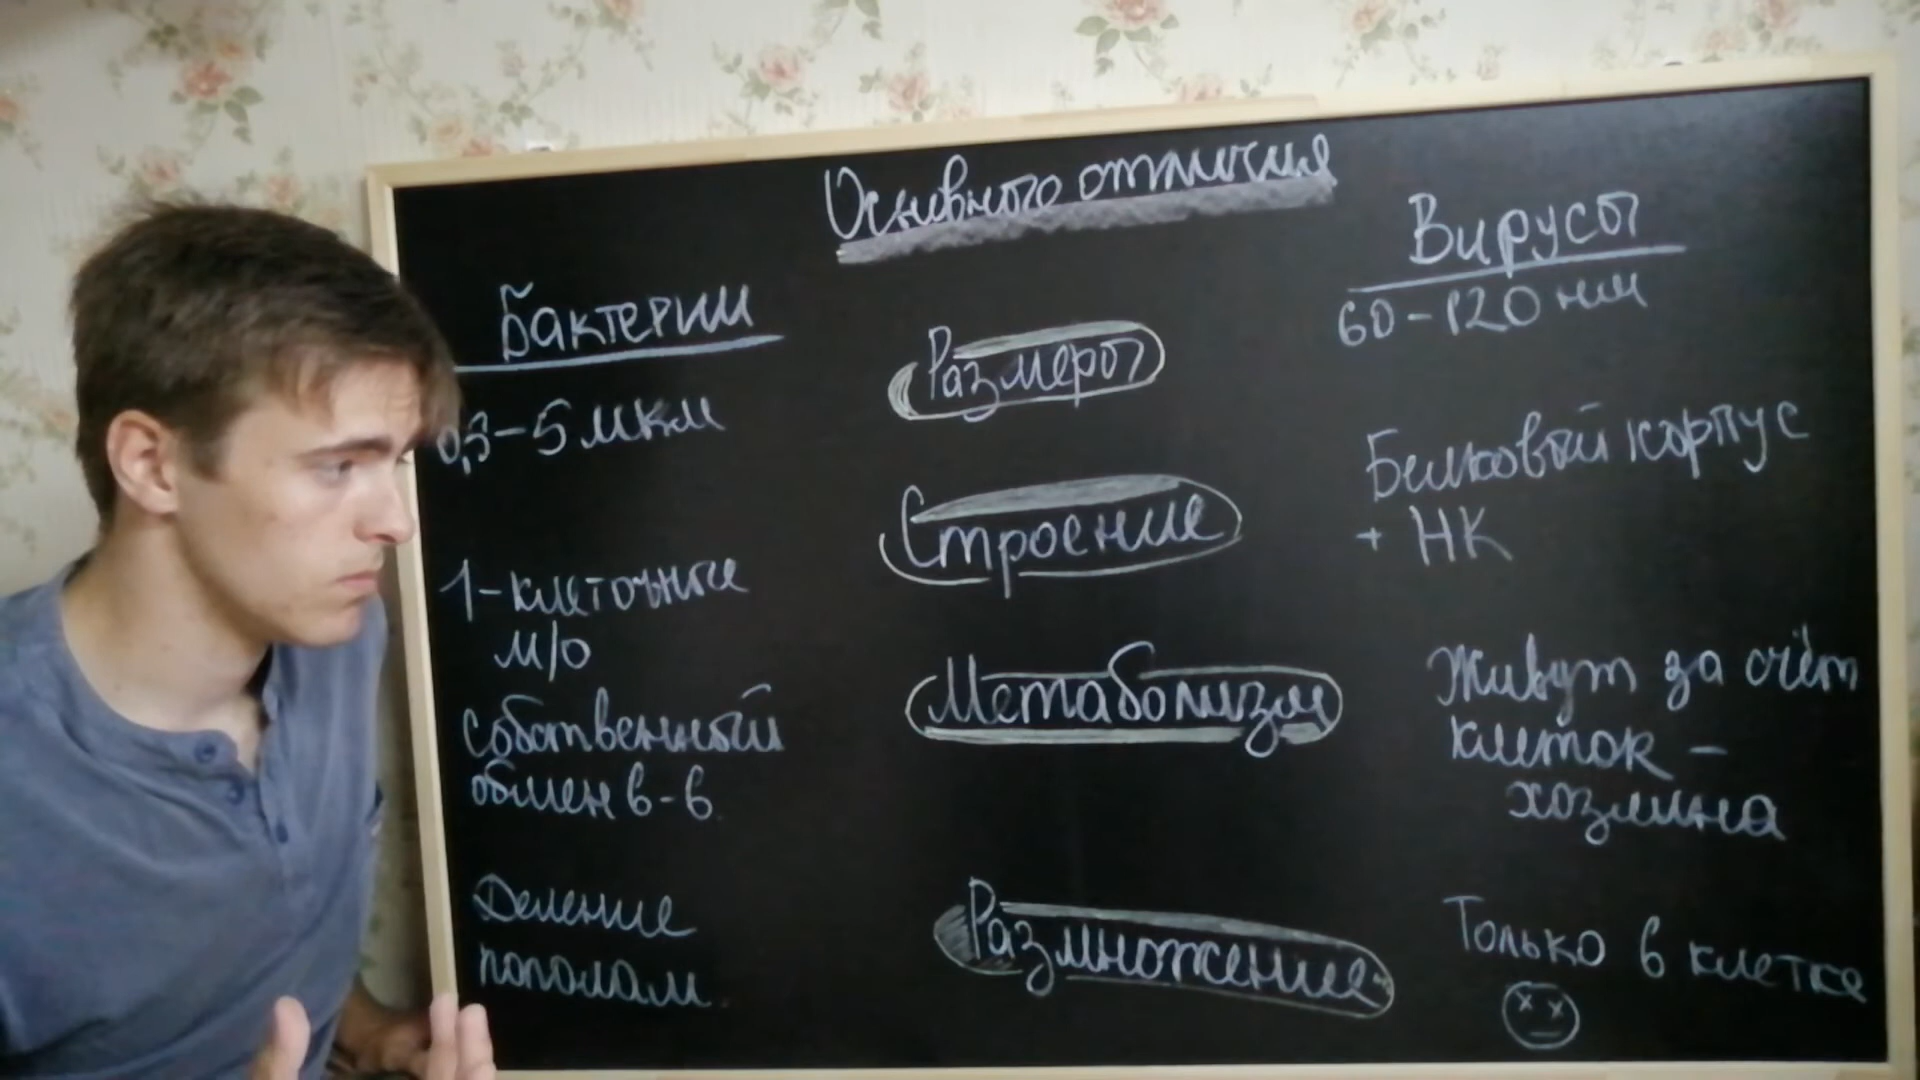 Основного отличия
Бактерии
Вирусы
Размеры
0,3-5 мкм
60-120 нм
Строение
1-клеточные
м/о
Белковый корпус
+ НК
Метаболизм
Собственный
обмен в-в.
Живут за счёт
клеток -
хозяина
Размножение
Деление
пополам.
Только в клетке